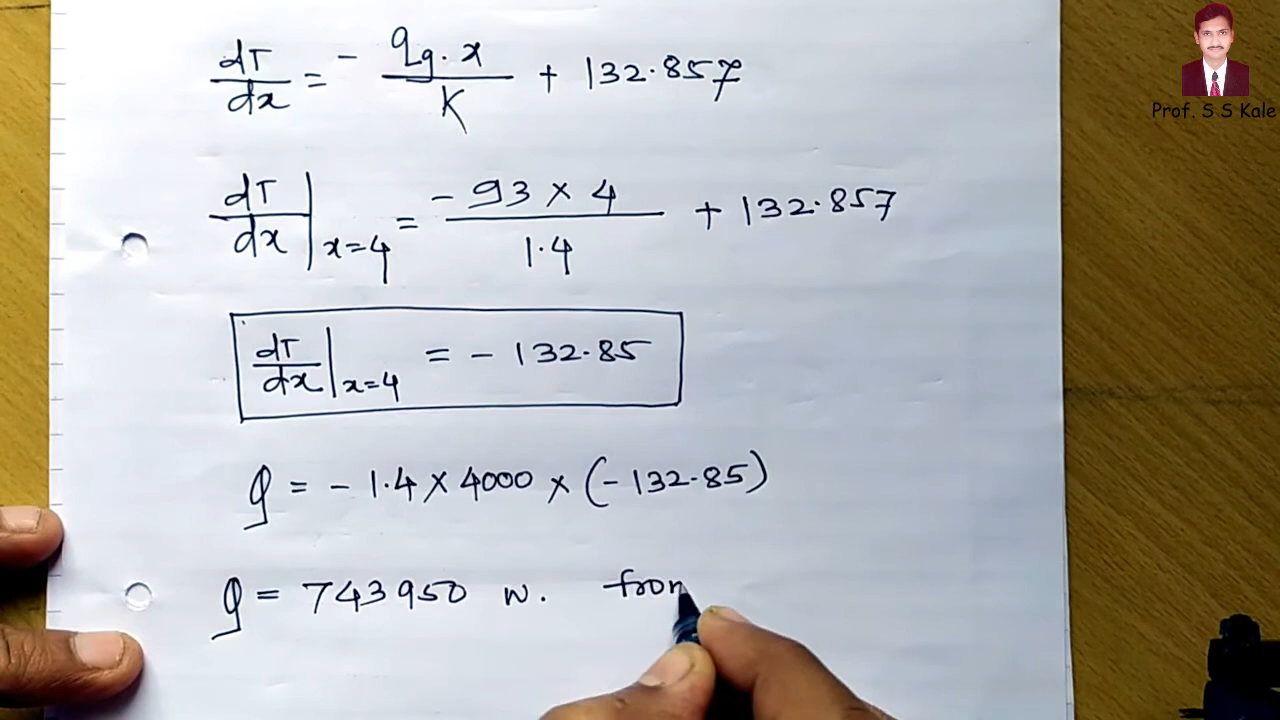 Prof. S S Kale
dT/dx = - qg.x/K + 132.857
dT/dx|x=4 = -93 × 4/1.4 + 132.857
dT/dx|x=4 = - 132.85
Q = - 1.4 × 4000 × (- 132.85)
Q = 743950 W. from